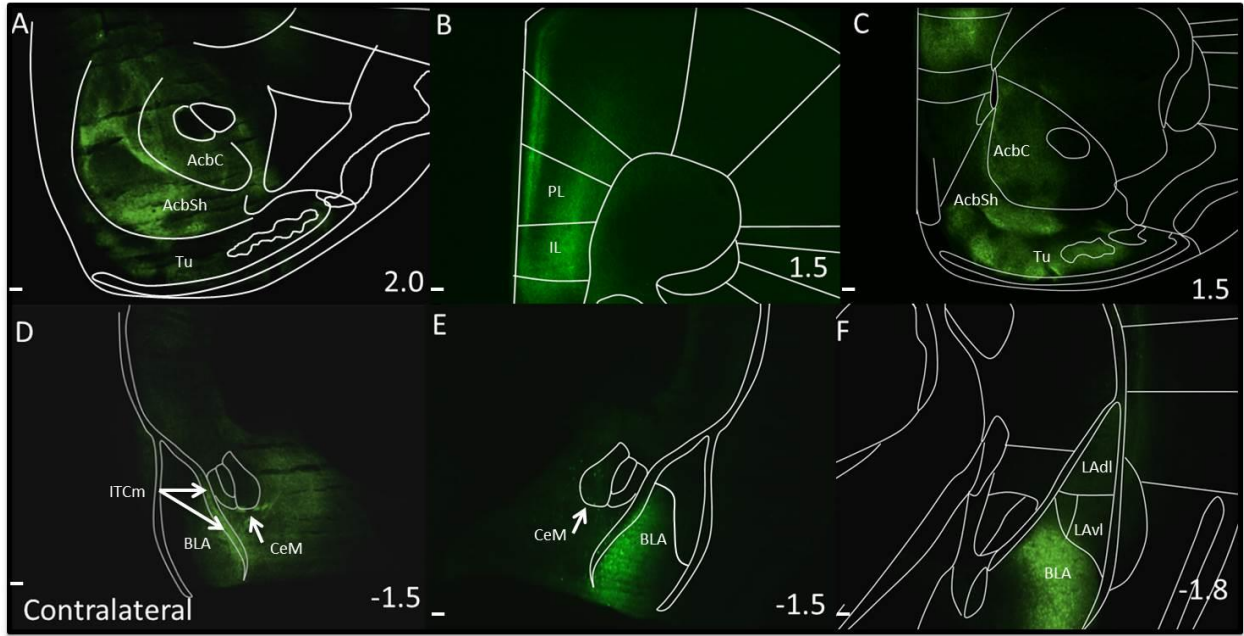 A
AcbC
AcbSh
Tu
2.0
B
PL
IL
1.5
C
AcbC
AcbSh
Tu
1.5
D
ITCm
BLA
CeM
-1.5
Contralateral
E
CeM
BLA
-1.5
F
LAdl
LAvl
BLA
-1.8